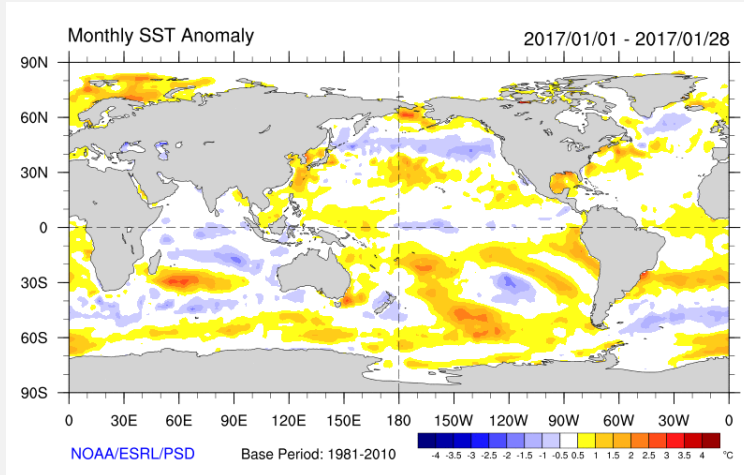 Monthly SST Anomaly
2017/01/01 - 2017/01/28
90N
60N
30N
0
30S
60S
90S
0 30E 60E 90E 120E 150E 180 150W 120W 90W 60W 30W 0
NOAA/ESRL/PSD
Base Period: 1981-2010
-4 -3.5 -3 -2.5 -2 -1.5 -1 -0.5 0.5 1 1.5 2 2.5 3 3.5 4 °C